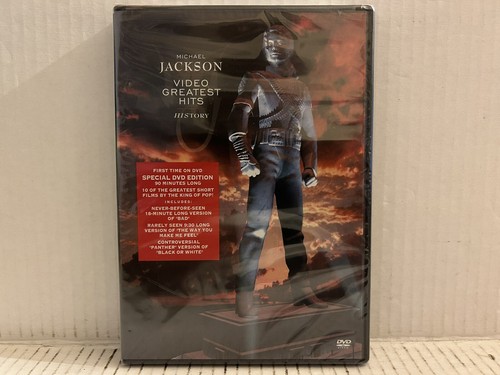 MICHAEL
JACKSON
VIDEO
GREATEST
HITS
HIStory
FIRST TIME ON DVD
SPECIAL DVD EDITION
90 MINUTES LONG
10 OF THE GREATEST SHORT
FILMS BY THE KING OF POP!
INCLUDES:
NEVER-BEFORE-SEEN
18-MINUTE LONG VERSION
OF "BAD"
RARELY SEEN 9:30 LONG
VERSION OF "THE WAY YOU
MAKE ME FEEL"
CONTROVERSIAL
"PANTHER" VERSION OF
"BLACK OR WHITE"
DVD